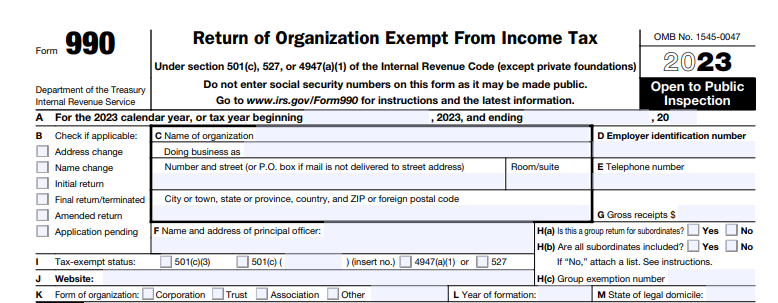 Form 990
Department of the Treasury
Internal Revenue Service
Return of Organization Exempt From Income Tax
Under section 501(c), 527, or 4947(a)(1) of the Internal Revenue Code (except private foundations)
Do not enter social security numbers on this form as it may be made public.
Go to www.irs.gov/Form990 for instructions and the latest information.
OMB No. 1545-0047
2023
Open to Public
Inspection
A For the 2023 calendar year, or tax year beginning , 2023, and ending , 20
B Check if applicable:
Address change
Name change
Initial return
Final return/terminated
Amended return
Application pending
C Name of organization
Doing business as
Number and street (or P.O. box if mail is not delivered to street address) Room/suite
City or town, state or province, country, and ZIP or foreign postal code
D Employer identification number
E Telephone number
G Gross receipts $
F Name and address of principal officer:
H(a) Is this a group return for subordinates? Yes No
H(b) Are all subordinates included? Yes No
If "No," attach a list. See instructions.
H(c) Group exemption number
I Tax-exempt status: 501(c)(3) 501(c) ( ) (insert no.) 4947(a)(1) or 527
J Website:
K Form of organization: Corporation Trust Association Other
L Year of formation:
M State of legal domicile: